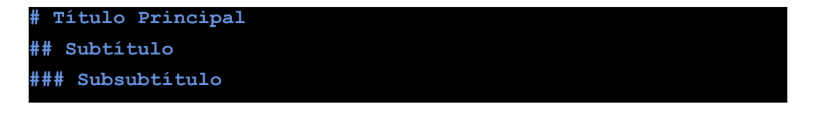 # Título Principal
## Subtítulo
### Subsubtítulo